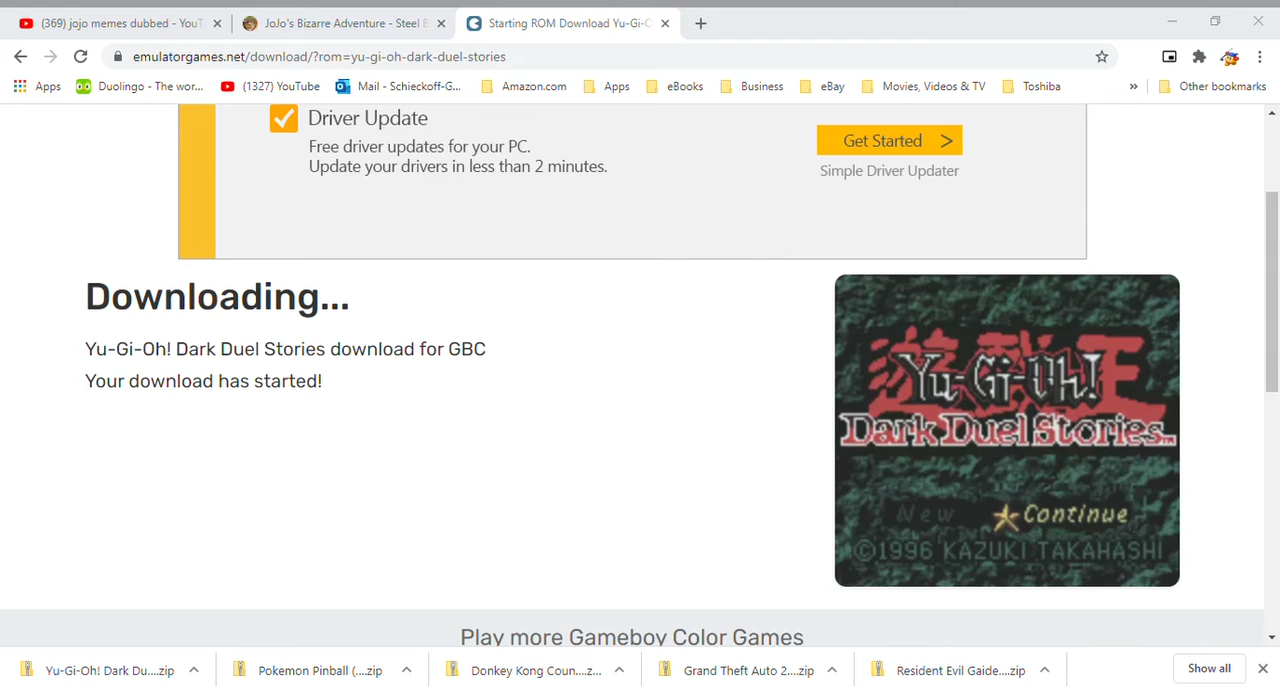 (369) jojo memes dubbed - YouT
JoJo's Bizarre Adventure - Steel B
Starting ROM Download Yu-Gi-O
emulatorgames.net/download/?rom=yu-gi-oh-dark-duel-stories
Apps
Duolingo - The wor...
(1327) YouTube
Mail - Schieckoff-G...
Amazon.com
Apps
eBooks
Business
eBay
Movies, Videos & TV
Toshiba
»
Other bookmarks
Driver Update
Free driver updates for your PC.
Update your drivers in less than 2 minutes.
Get Started >
Simple Driver Updater
Downloading...
Yu-Gi-Oh! Dark Duel Stories download for GBC
Your download has started!
遊戯王
Yu-Gi-Oh!
Dark Duel Stories™
New Continue
©1996 KAZUKI TAKAHASHI
Play more Gameboy Color Games
Yu-Gi-Oh! Dark Du....zip
Pokemon Pinball (....zip
Donkey Kong Coun....z...
Grand Theft Auto 2....zip
Resident Evil Gaide....zip
Show all